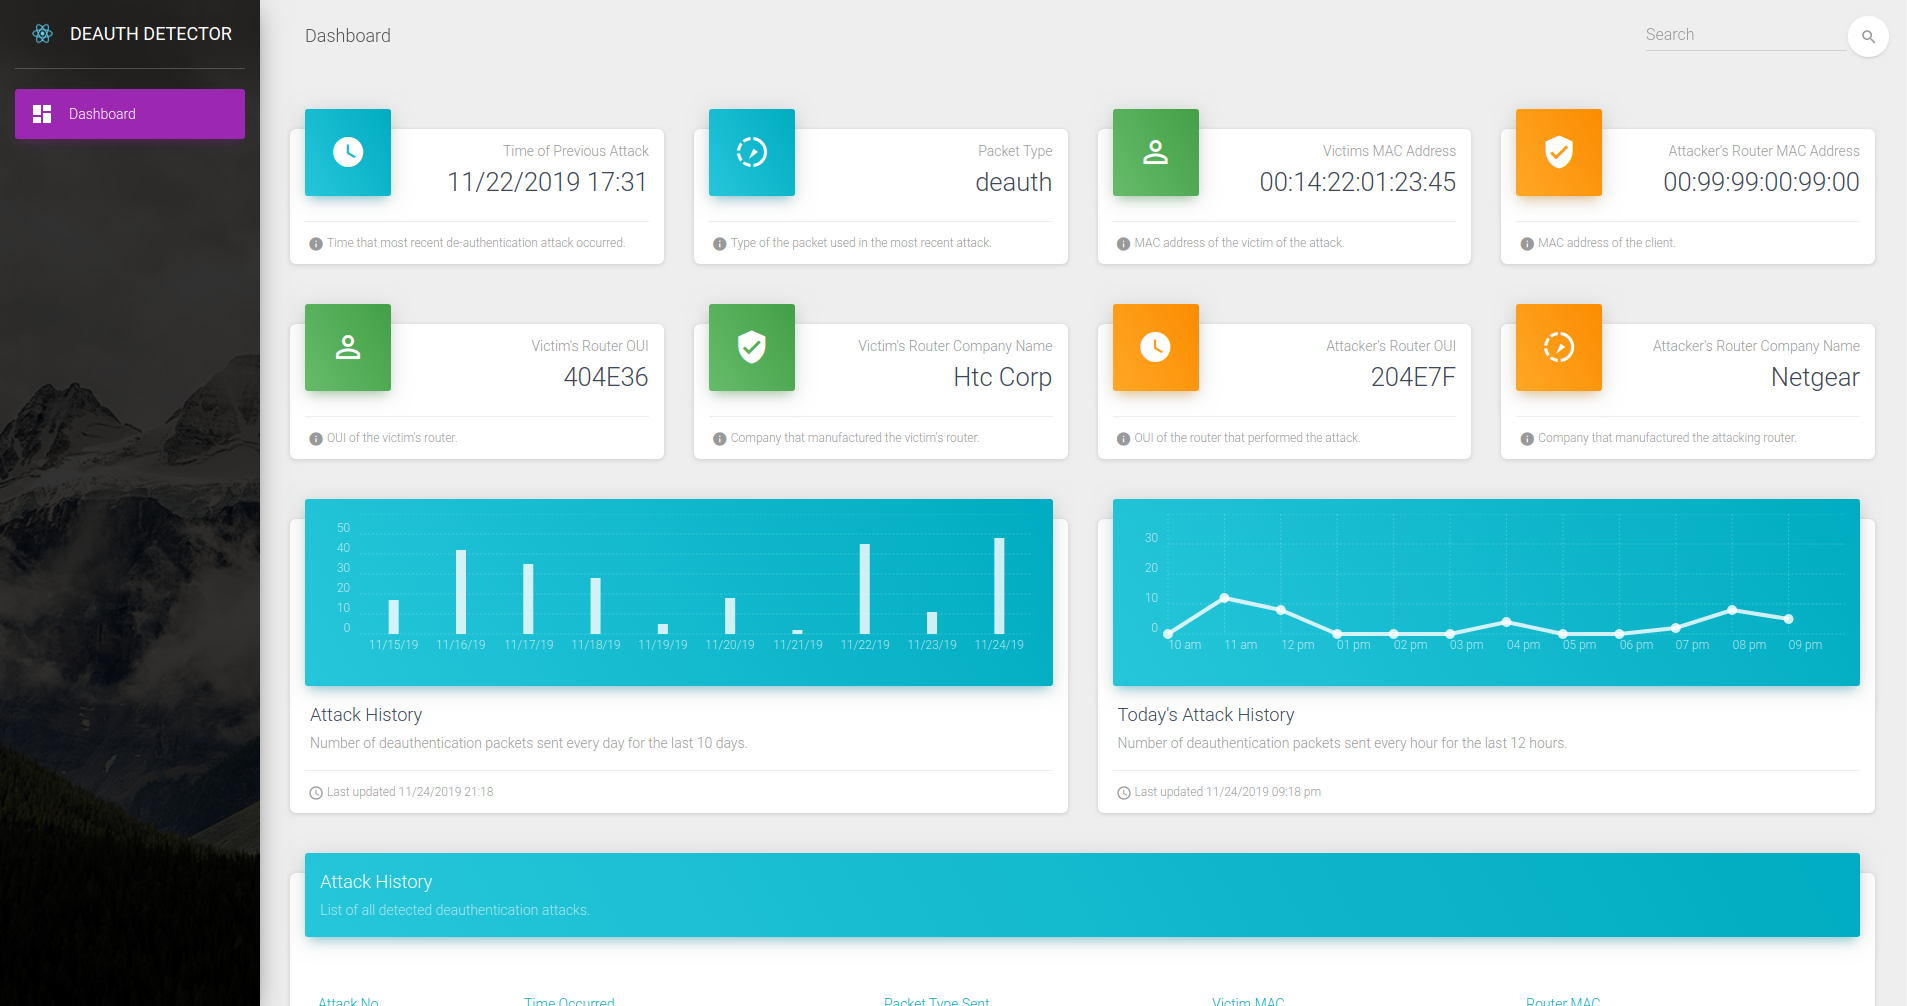 DEAUTH DETECTOR
Dashboard
Dashboard
Search
Time of Previous Attack
11/22/2019 17:31
Time that most recent de-authentication attack occurred.
Packet Type
deauth
Type of the packet used in the most recent attack.
Victims MAC Address
00:14:22:01:23:45
MAC address of the victim of the attack.
Attacker's Router MAC Address
00:99:99:00:99:00
MAC address of the client.
Victim's Router OUI
404E36
OUI of the victim's router.
Victim's Router Company Name
Htc Corp
Company that manufactured the victim's router.
Attacker's Router OUI
204E7F
OUI of the router that performed the attack.
Attacker's Router Company Name
Netgear
Company that manufactured the attacking router.
50
40
30
20
10
0
11/15/19 11/16/19 11/17/19 11/18/19 11/19/19 11/20/19 11/21/19 11/22/19 11/23/19 11/24/19
Attack History
Number of deauthentication packets sent every day for the last 10 days.
Last updated 11/24/2019 21:18
30
20
10
0
10 am 11 am 12 pm 01 pm 02 pm 03 pm 04 pm 05 pm 06 pm 07 pm 08 pm 09 pm
Today's Attack History
Number of deauthentication packets sent every hour for the last 12 hours.
Last updated 11/24/2019 09:18 pm
Attack History
List of all detected deauthentication attacks.
Attack No Time Occurred Packet Type Sent Victim MAC Router MAC